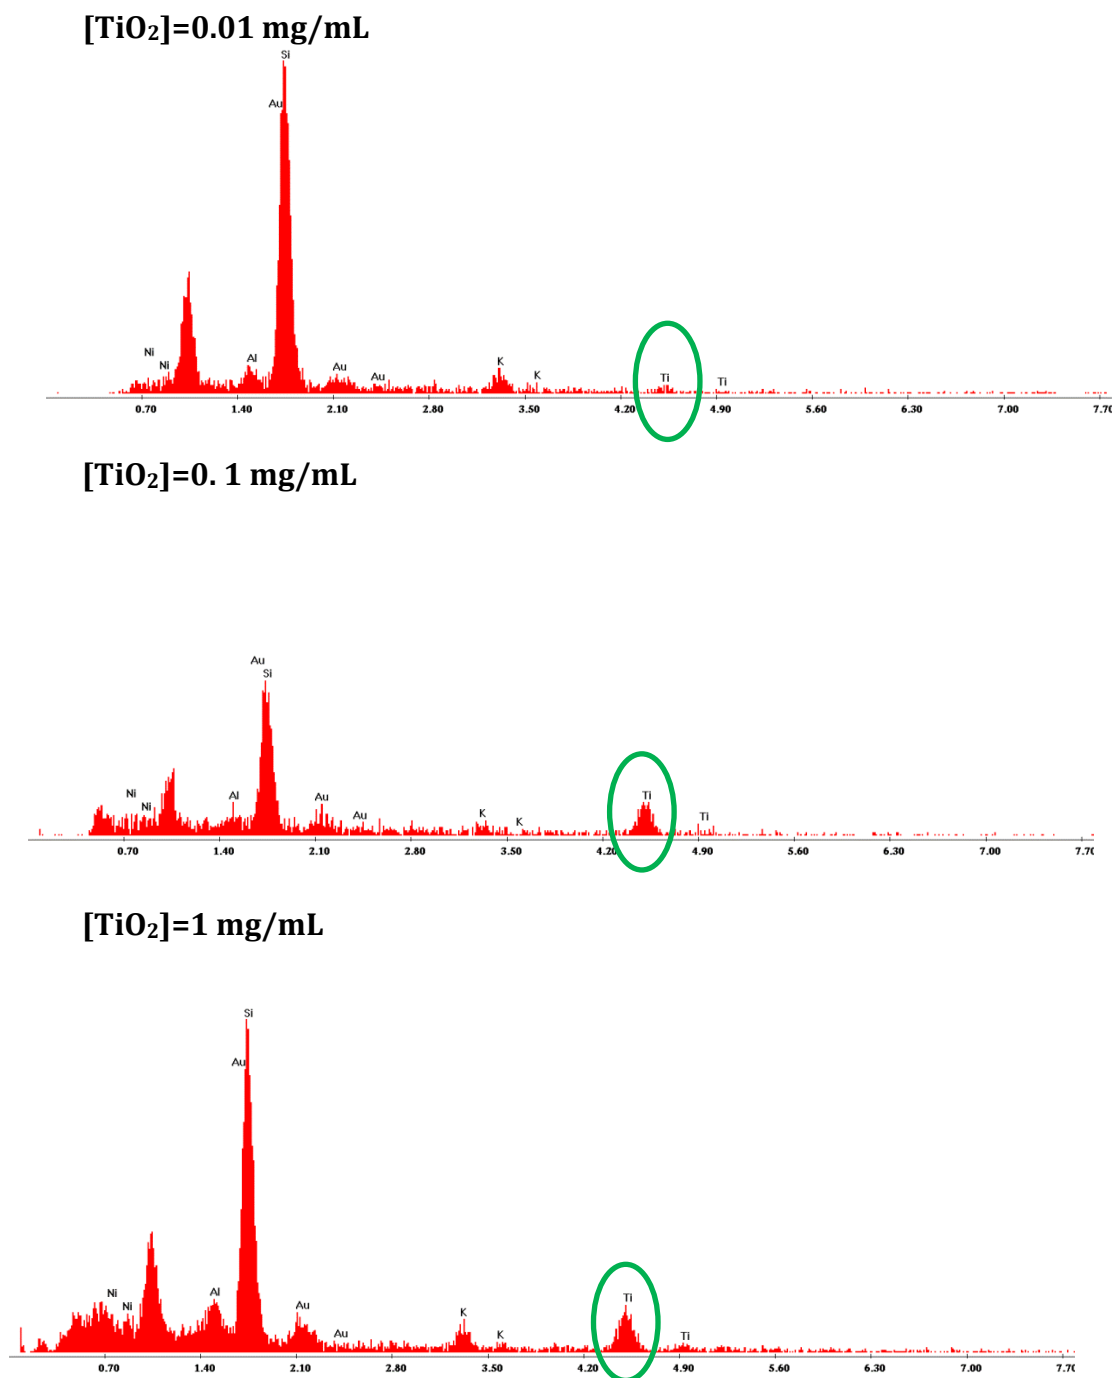 [TiO₂]=0.01 mg/mL
Si
Au
Ni
Ni
Al
Au
Au
K
K
Ti
Ti
0.70 1.40 2.10 2.80 3.50 4.20 4.90 5.60 6.30 7.00 7.70
[TiO₂]=0. 1 mg/mL
Au
Si
Ni
Ni
Al
Au
Au
K
K
Ti
Ti
0.70 1.40 2.10 2.80 3.50 4.20 4.90 5.60 6.30 7.00 7.70
[TiO₂]=1 mg/mL
Si
Au
Ni
Ni
Al
Au
Au
K
K
Ti
Ti
0.70 1.40 2.10 2.80 3.50 4.20 4.90 5.60 6.30 7.00 7.70